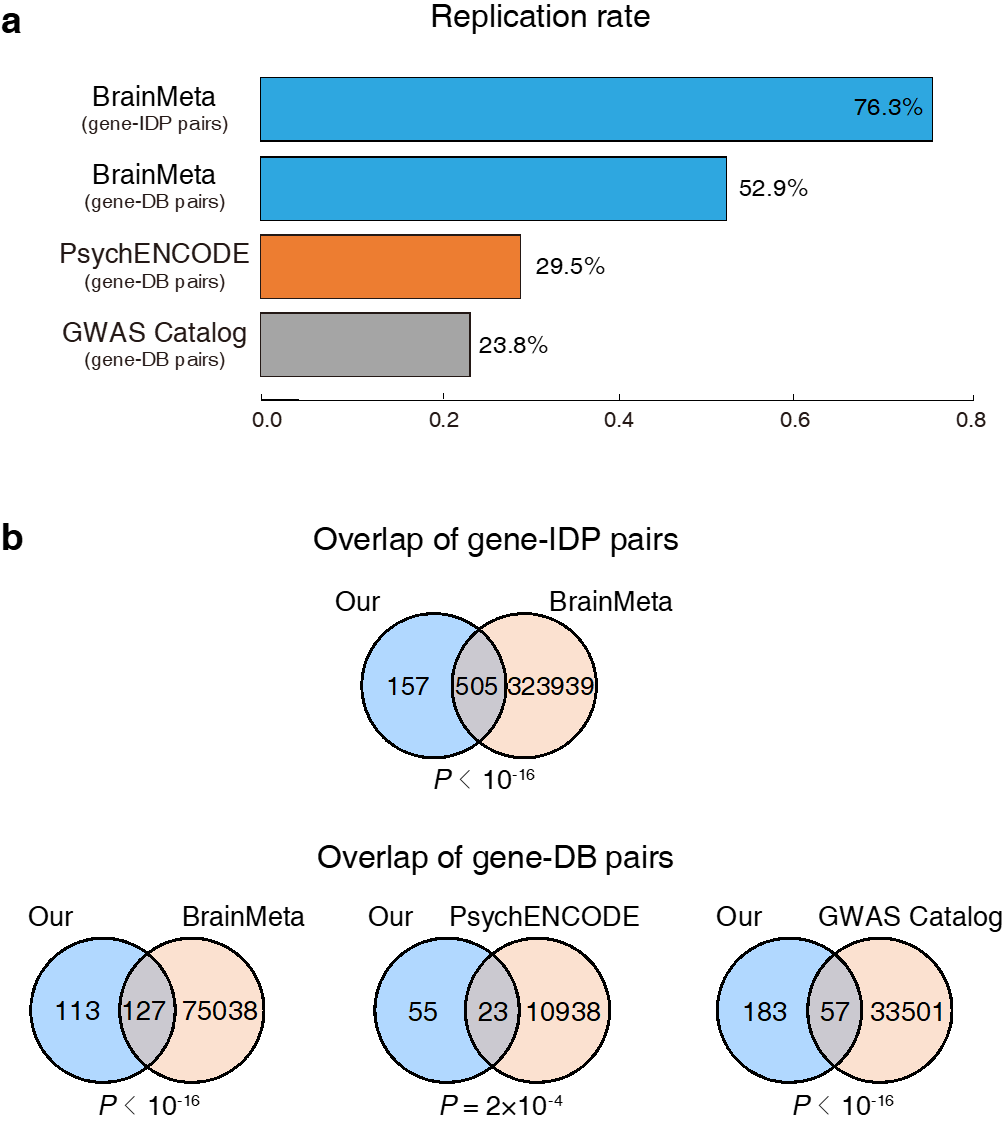 a
Replication rate
BrainMeta
(gene-IDP pairs)
76.3%
BrainMeta
(gene-DB pairs)
52.9%
PsychENCODE
(gene-DB pairs)
29.5%
GWAS Catalog
(gene-DB pairs)
23.8%
0.0 0.2 0.4 0.6 0.8
b
Overlap of gene-IDP pairs
Our BrainMeta
157 505 323939
P < 10-16
Overlap of gene-DB pairs
Our BrainMeta
113 127 75038
P < 10-16
Our PsychENCODE
55 23 10938
P = 2×10-4
Our GWAS Catalog
183 57 33501
P < 10-16